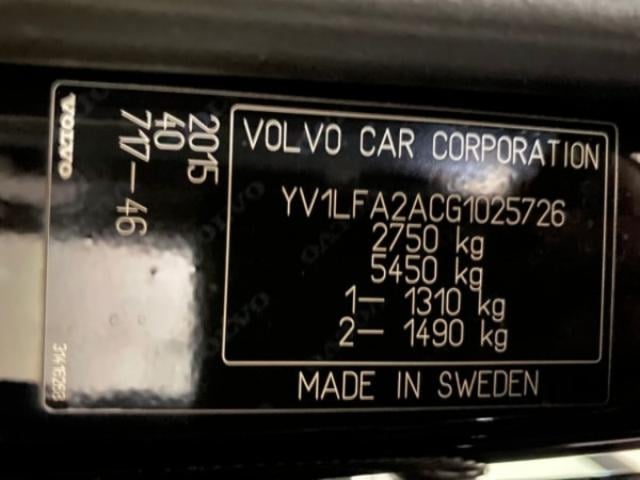 VOLVO CAR CORPORATION
YV1LFA2ACG1025726
2750 kg
5450 kg
1- 1310 kg
2- 1490 kg
MADE IN SWEDEN
2015
40
717-46
VOLVO